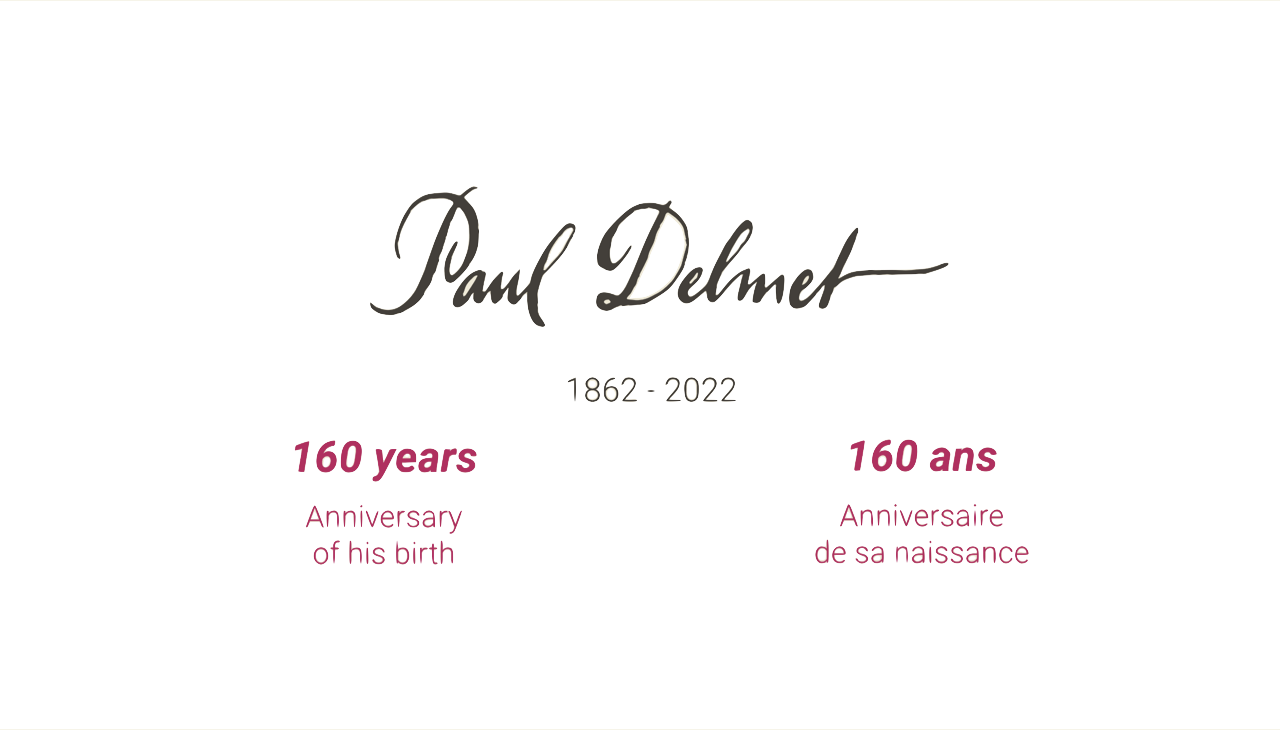 Paul Delmet
1862 - 2022
160 years
Anniversary
of his birth
160 ans
Anniversaire
de sa naissance